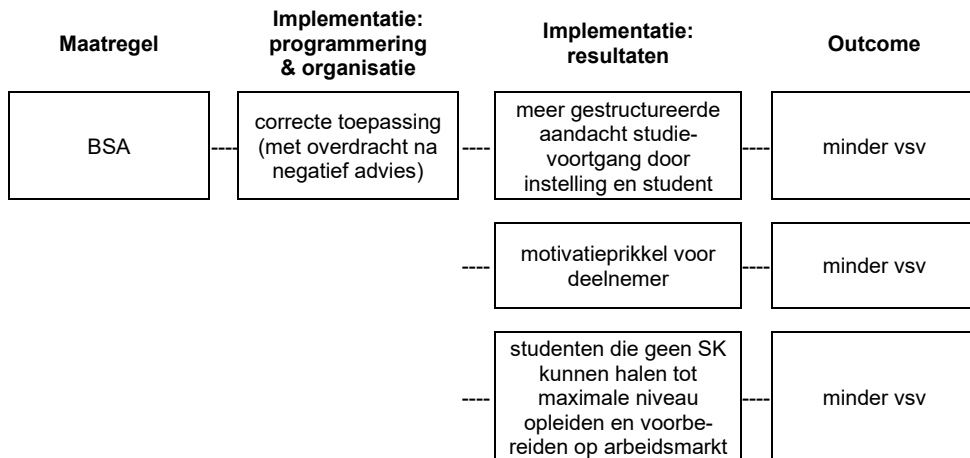 Maatregel
Implementatie:
programmering
& organisatie
Implementatie:
resultaten
Outcome
BSA
----
correcte toepassing
(met overdracht na
negatief advies)
----
meer gestructureerde
aandacht studie-
voortgang door
instelling en student
----
minder vsv
----
motivatieprikkel voor
deelnemer
----
minder vsv
----
studenten die geen SK
kunnen halen tot
maximale niveau
opleiden en voorbe-
reiden op arbeidsmarkt
----
minder vsv